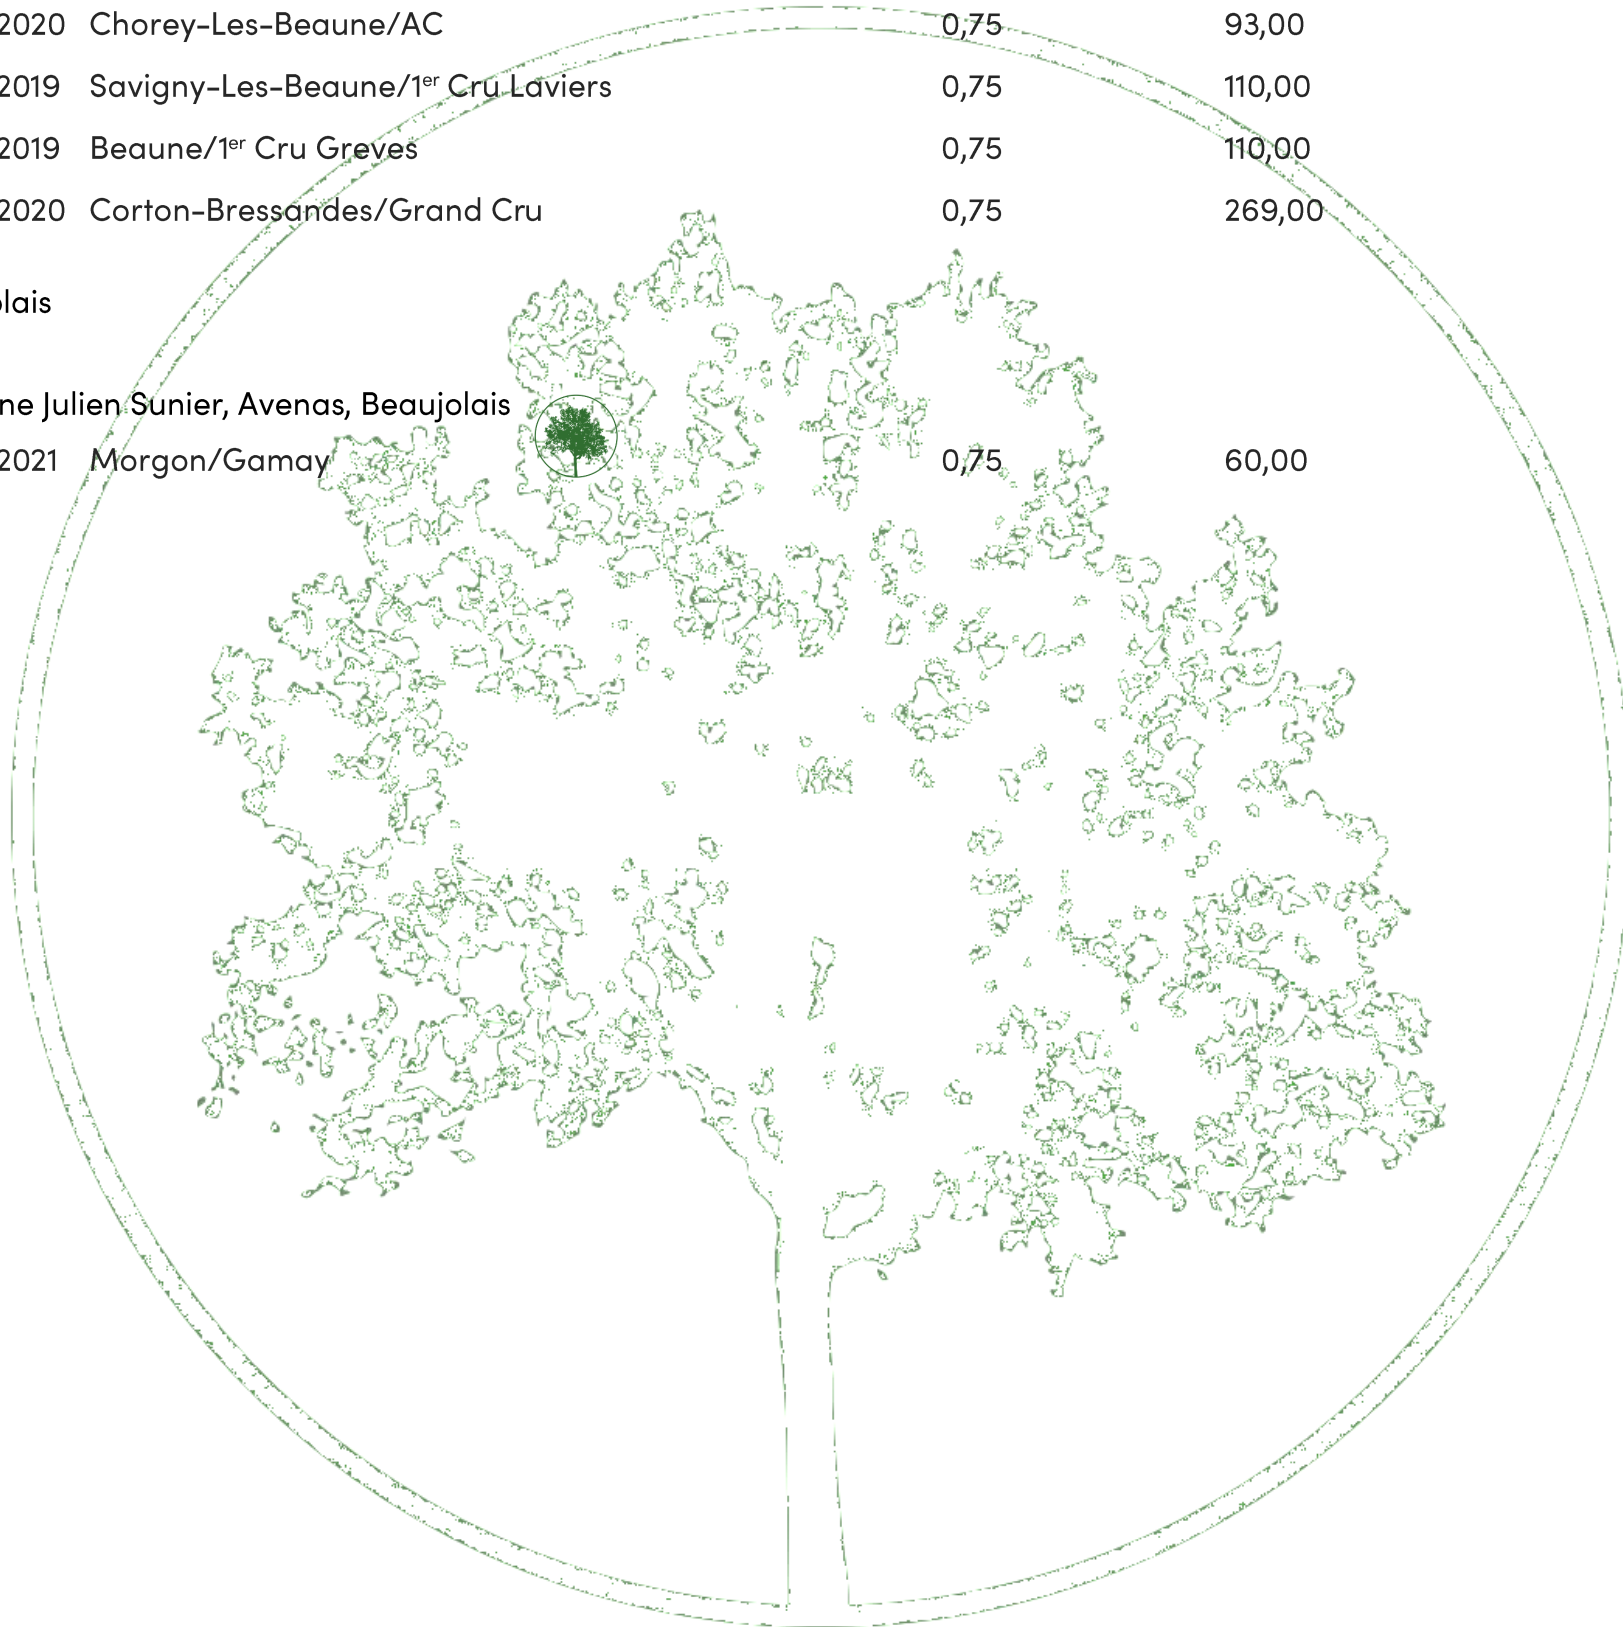 2020 Chorey-Les-Beaune/AC 0,75 93,00
2019 Savigny-Les-Beaune/1er Cru Laviers 0,75 110,00
2019 Beaune/1er Cru Greves 0,75 110,00
2020 Corton-Bressandes/Grand Cru 0,75 269,00
olais
ne Julien Sunier, Avenas, Beaujolais
2021 Morgon/Gamay 0,75 60,00